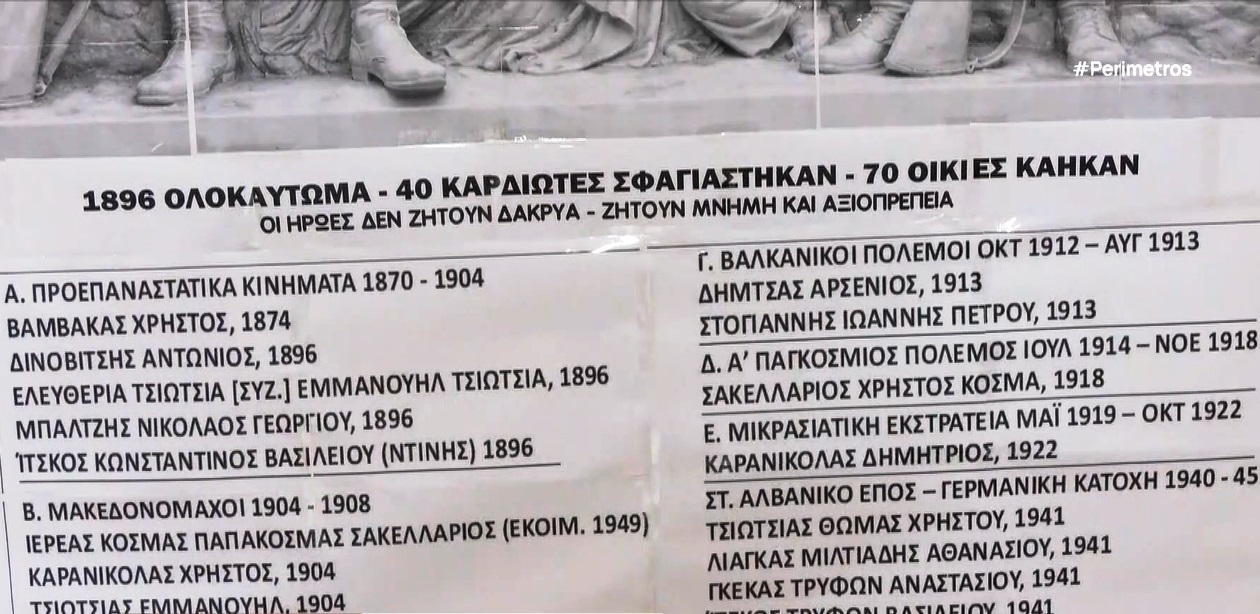 #Perimetros
1896 ΟΛΟΚΑΥΤΩΜΑ - 40 ΚΑΡΔΙΩΤΕΣ ΣΦΑΓΙΑΣΤΗΚΑΝ - 70 ΟΙΚΙΕΣ ΚΑΗΚΑΝ
ΟΙ ΗΡΩΕΣ ΔΕΝ ΖΗΤΟΥΝ ΔΑΚΡΥΑ - ΖΗΤΟΥΝ ΜΝΗΜΗ ΚΑΙ ΑΞΙΟΠΡΕΠΕΙΑ
Α. ΠΡΟΕΠΑΝΑΣΤΑΤΙΚΑ ΚΙΝΗΜΑΤΑ 1870 - 1904
ΒΑΜΒΑΚΑΣ ΧΡΗΣΤΟΣ, 1874
ΔΙΝΟΒΙΤΣΗΣ ΑΝΤΩΝΙΟΣ, 1896
ΕΛΕΥΘΕΡΙΑ ΤΣΙΩΤΣΙΑ [ΣΥΖ.] ΕΜΜΑΝΟΥΗΛ ΤΣΙΩΤΣΙΑ, 1896
ΜΠΑΛΤΖΗΣ ΝΙΚΟΛΑΟΣ ΓΕΩΡΓΙΟΥ, 1896
ΊΤΣΚΟΣ ΚΩΝΣΤΑΝΤΙΝΟΣ ΒΑΣΙΛΕΙΟΥ (ΝΤΙΝΗΣ) 1896
Β. ΜΑΚΕΔΟΝΟΜΑΧΟΙ 1904 - 1908
ΙΕΡΕΑΣ ΚΟΣΜΑΣ ΠΑΠΑΚΟΣΜΑΣ ΣΑΚΕΛΛΑΡΙΟΣ (ΕΚΟΙΜ. 1949)
ΚΑΡΑΝΙΚΟΛΑΣ ΧΡΗΣΤΟΣ, 1904
ΤΣΙΩΤΣΙΑΣ ΕΜΜΑΝΟΥΗΛ, 1904
Γ. ΒΑΛΚΑΝΙΚΟΙ ΠΟΛΕΜΟΙ ΟΚΤ 1912 – ΑΥΓ 1913
ΔΗΜΤΣΑΣ ΑΡΣΕΝΙΟΣ, 1913
ΣΤΟΓΙΑΝΝΗΣ ΙΩΑΝΝΗΣ ΠΕΤΡΟΥ, 1913
Δ. Α' ΠΑΓΚΟΣΜΙΟΣ ΠΟΛΕΜΟΣ ΙΟΥΛ 1914 – ΝΟΕ 1918
ΣΑΚΕΛΛΑΡΙΟΣ ΧΡΗΣΤΟΣ ΚΟΣΜΑ, 1918
Ε. ΜΙΚΡΑΣΙΑΤΙΚΗ ΕΚΣΤΡΑΤΕΙΑ ΜΑΪ 1919 – ΟΚΤ 1922
ΚΑΡΑΝΙΚΟΛΑΣ ΔΗΜΗΤΡΙΟΣ, 1922
ΣΤ. ΑΛΒΑΝΙΚΟ ΕΠΟΣ – ΓΕΡΜΑΝΙΚΗ ΚΑΤΟΧΗ 1940 - 45
ΤΣΙΩΤΣΙΑΣ ΘΩΜΑΣ ΧΡΗΣΤΟΥ, 1941
ΛΙΑΓΚΑΣ ΜΙΛΤΙΑΔΗΣ ΑΘΑΝΑΣΙΟΥ, 1941
ΓΚΕΚΑΣ ΤΡΥΦΩΝ ΑΝΑΣΤΑΣΙΟΥ, 1941
ΊΤΣΚΟΣ ΤΡΥΦΩΝ ΒΑΣΙΛΕΙΟΥ, 1941